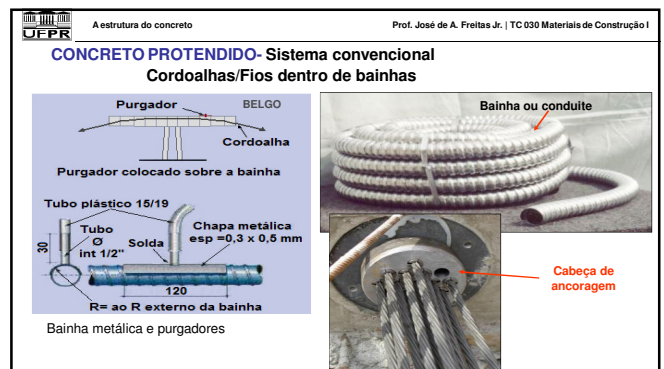 UFPR
A estrutura do concreto
Prof. José de A. Freitas Jr. | TC 030 Materiais de Construção I
CONCRETO PROTENDIDO- Sistema convencional
Cordoalhas/Fios dentro de bainhas
Purgador
BELGO
Cordoalha
Purgador colocado sobre a bainha
Tubo plástico 15/19
Tubo
Ø
int 1/2"
Solda
Chapa metálica
esp =0,3 x 0,5 mm
30
120
R= ao R externo da bainha
Bainha metálica e purgadores
Bainha ou conduite
Cabeça de
ancoragem